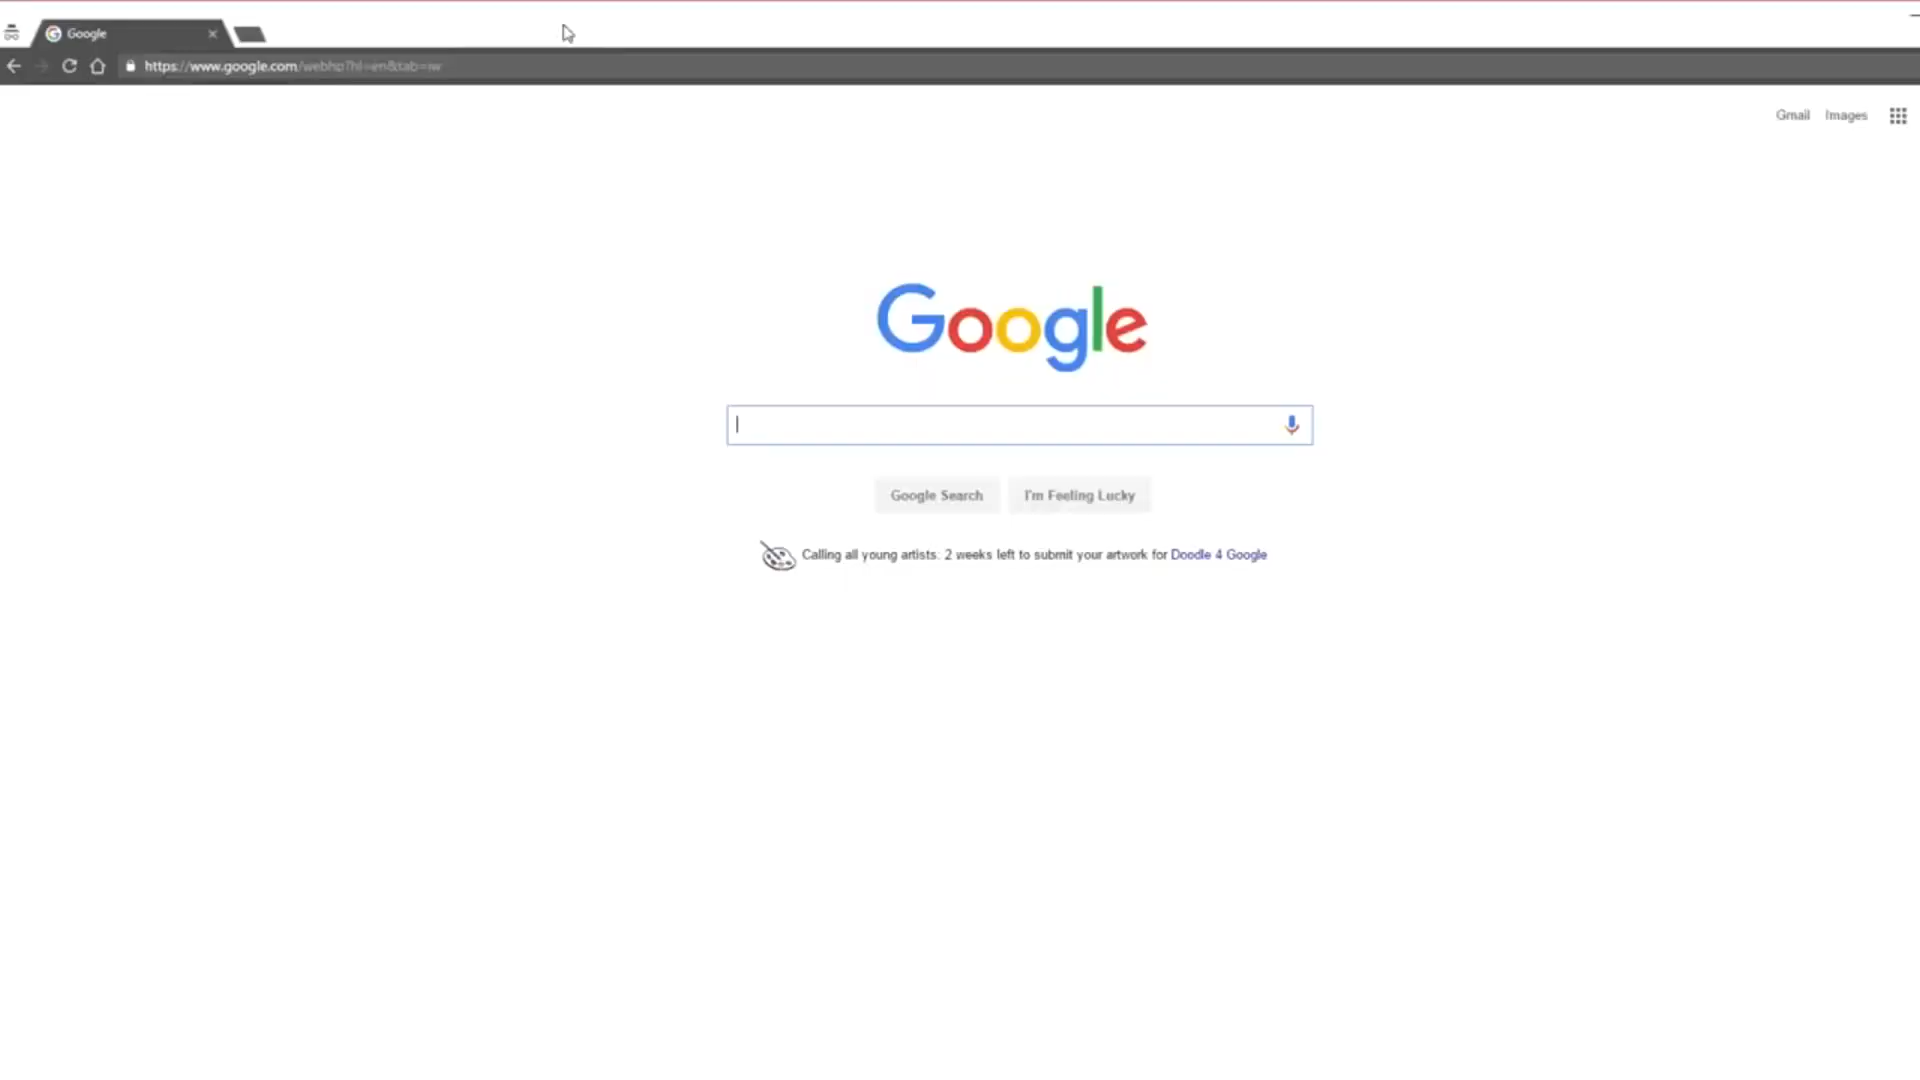 Google
https://www.google.com/webhp?hl=en&tab=iw
Gmail Images
Google
Google Search I'm Feeling Lucky
Calling all young artists: 2 weeks left to submit your artwork for Doodle 4 Google